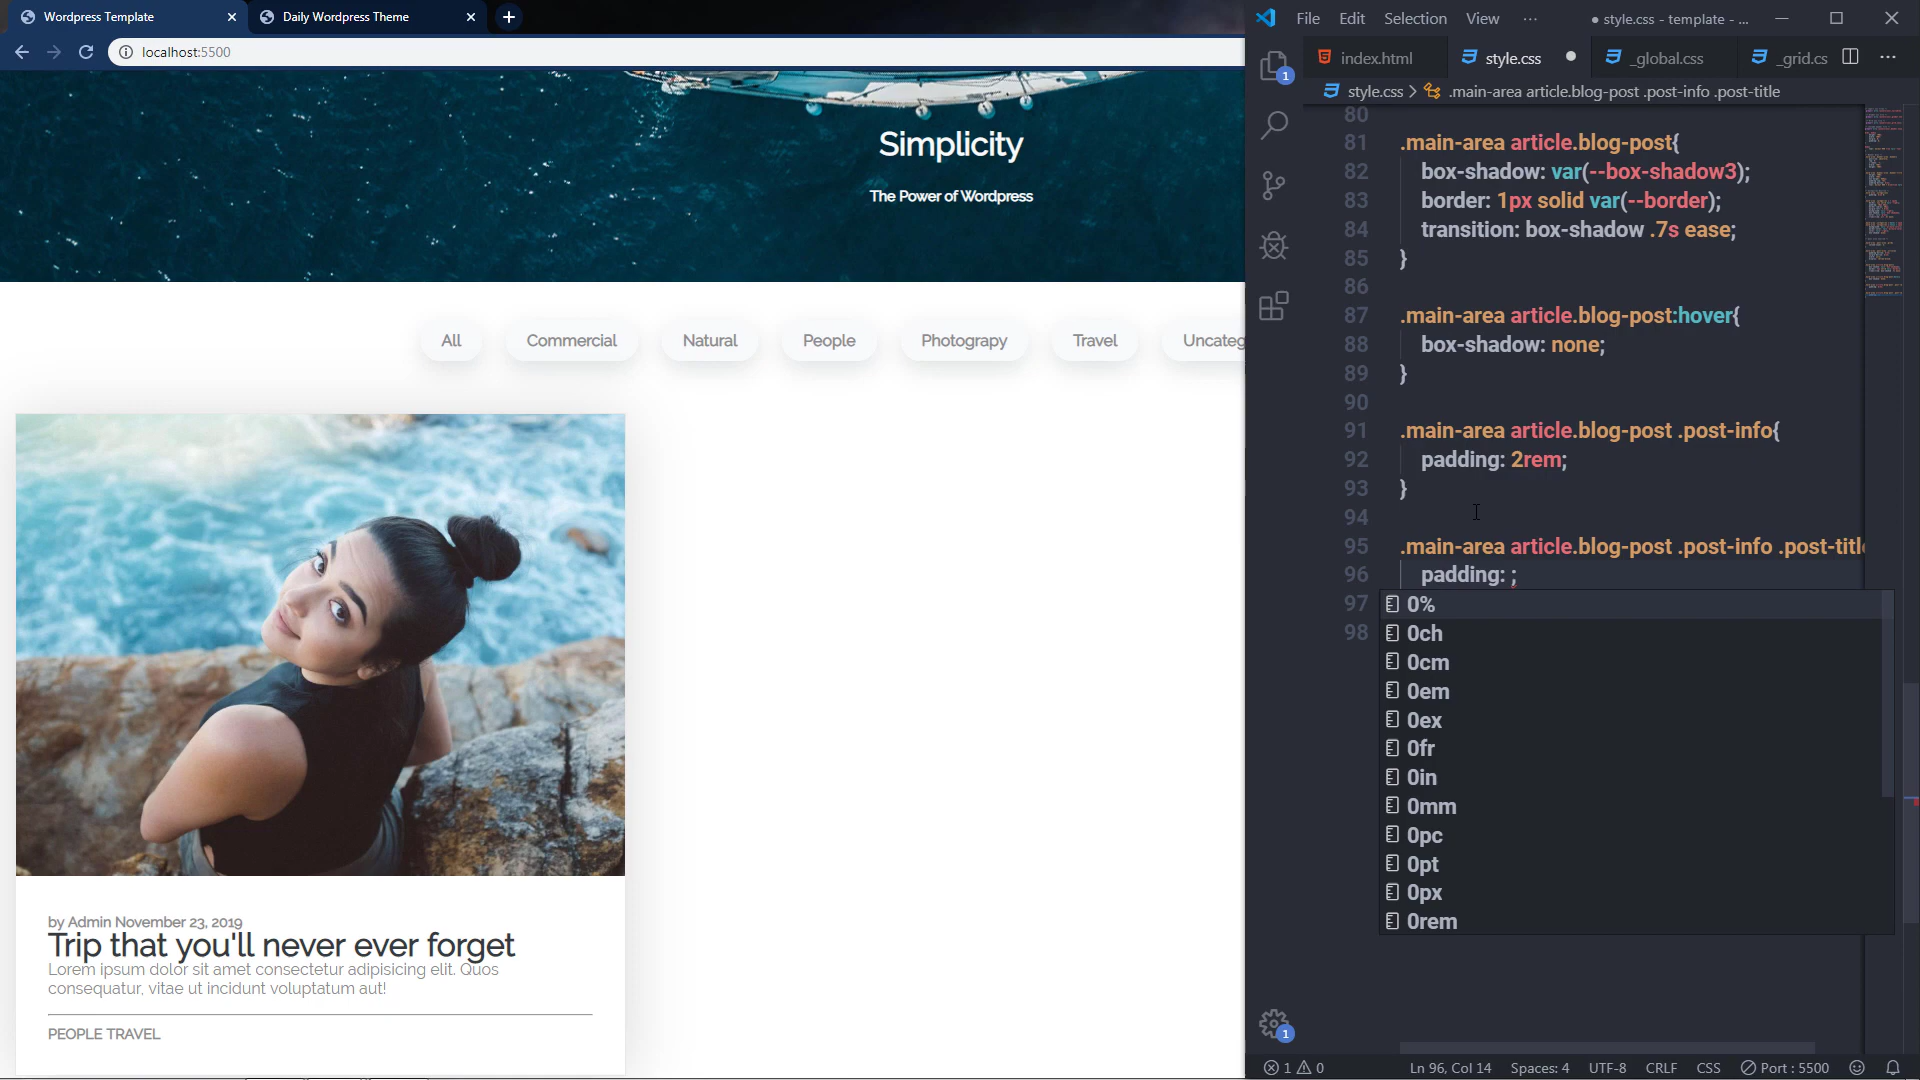 Wordpress Template
Daily Wordpress Theme
localhost:5500
Simplicity
The Power of Wordpress
All
Commercial
Natural
People
Photograpy
Travel
Uncateg
by Admin November 23, 2019
Trip that you'll never ever forget
Lorem ipsum dolor sit amet consectetur adipisicing elit. Quos
consequatur, vitae ut incidunt voluptatum aut!
PEOPLE TRAVEL
File Edit Selection View ··· ● style.css - template - ...
1
index.html
style.css
_global.css
_grid.cs
style.css > .main-area article.blog-post .post-info .post-title
80
81 .main-area article.blog-post{
82 box-shadow: var(--box-shadow3);
83 border: 1px solid var(--border);
84 transition: box-shadow .7s ease;
85 }
86
87 .main-area article.blog-post:hover{
88 box-shadow: none;
89 }
90
91 .main-area article.blog-post .post-info{
92 padding: 2rem;
93 }
94
95 .main-area article.blog-post .post-info .post-title
96 padding: ;
97
98
0%
0ch
0cm
0em
0ex
0fr
0in
0mm
0pc
0pt
0px
0rem
1
1 0 Ln 96, Col 14 Spaces: 4 UTF-8 CRLF CSS Port : 5500